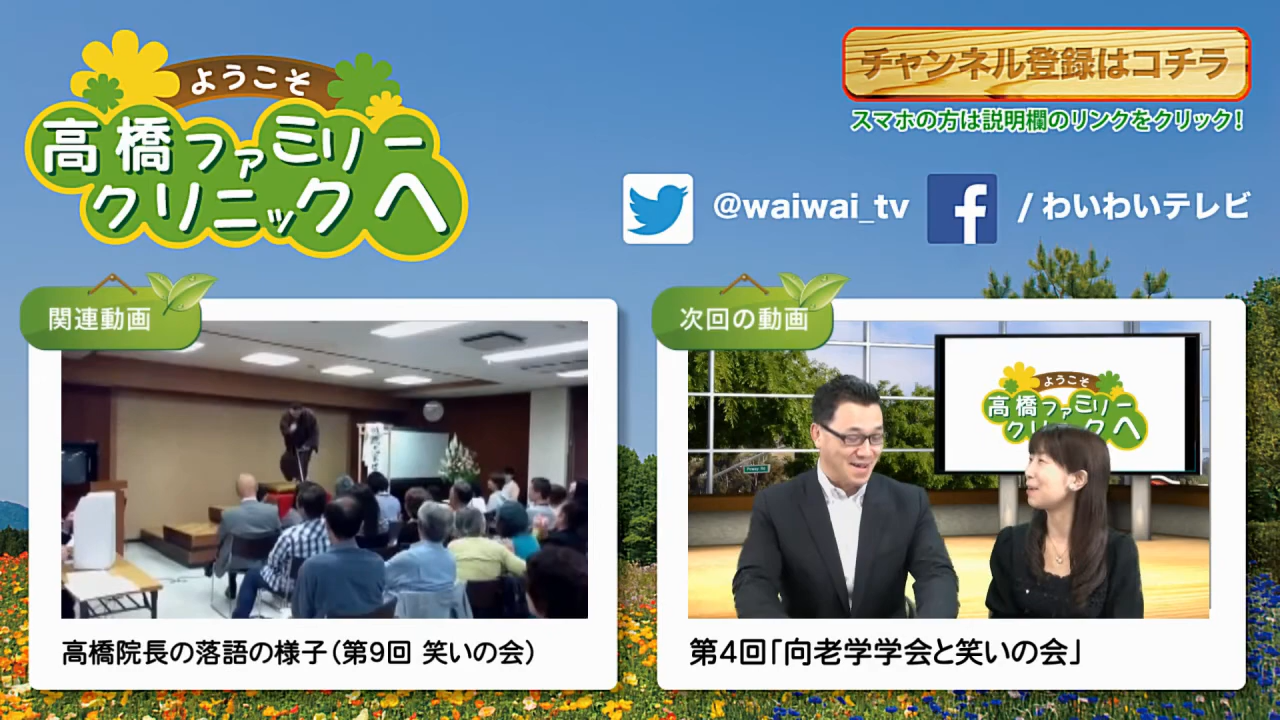 ようこそ
高橋ファミリー
クリニックへ
チャンネル登録はコチラ
スマホの方は説明欄のリンクをクリック!
@waiwai_tv
/わいわいテレビ
関連動画
高橋院長の落語の様子(第9回 笑いの会)
次回の動画
ようこそ
高橋ファミリー
クリニックへ
第4回「向老学学会と笑いの会」